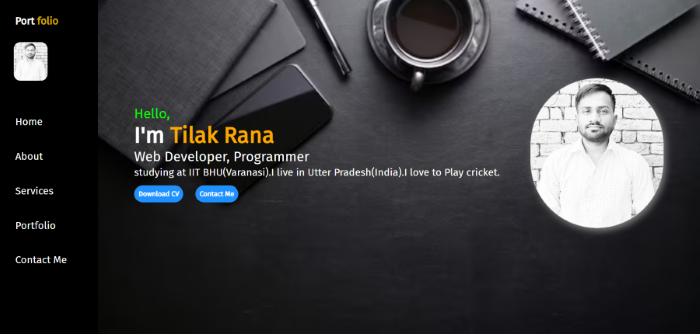 Port folio
Home
About
Services
Portfolio
Contact Me
Hello,
I'm Tilak Rana
Web Developer, Programmer
studying at IIT BHU(Varanasi).I live in Utter Pradesh(India).I love to Play cricket.
Download CV Contact Me